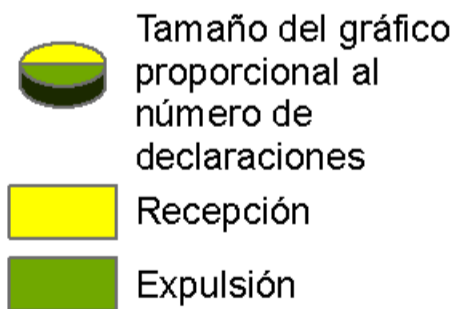 Tamaño del gráfico
proporcional al
número de
declaraciones
Recepción
Expulsión